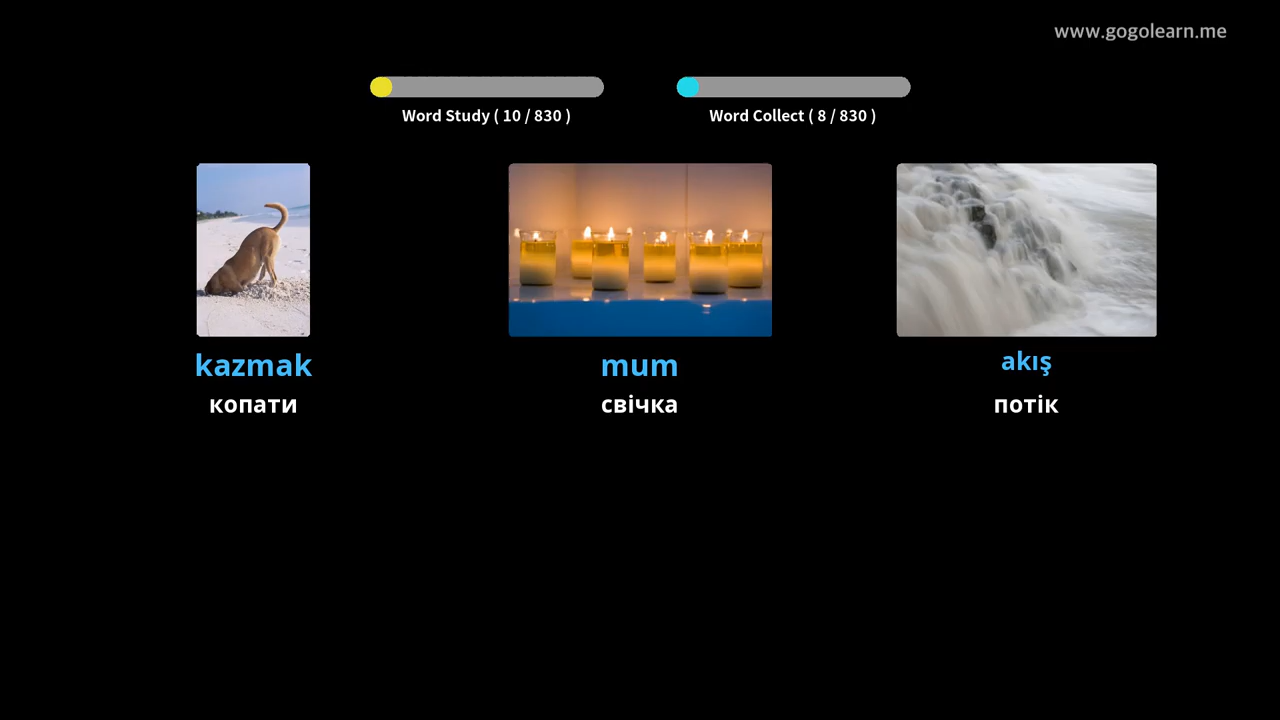 www.gogolearn.me
Word Study ( 10 / 830 )
Word Collect ( 8 / 830 )
kazmak
mum
akış
копати
свічка
потік